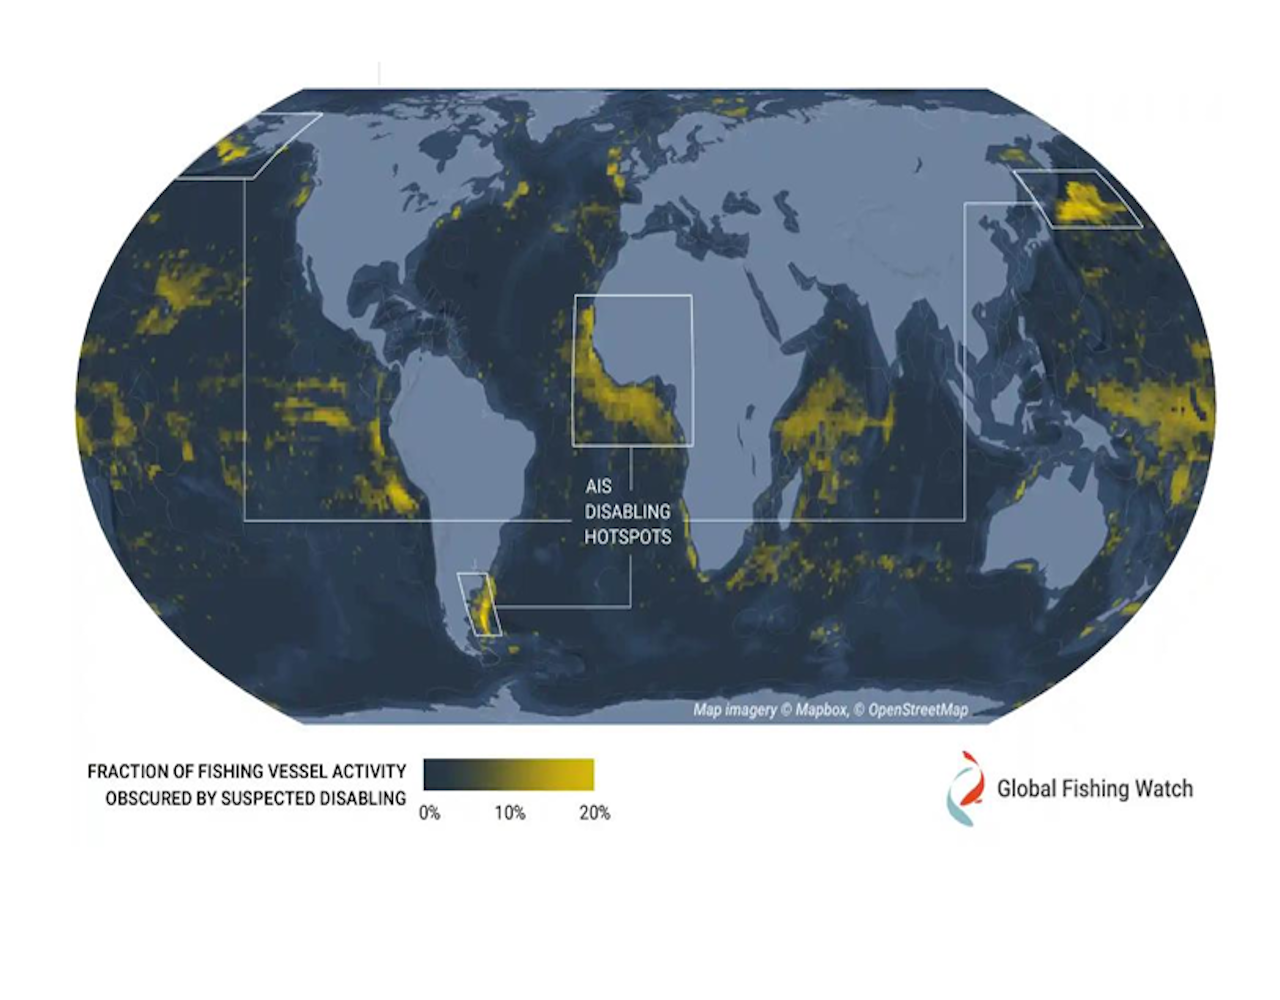 AIS
DISABLING
HOTSPOTS
Map imagery © Mapbox, © OpenStreetMap
FRACTION OF FISHING VESSEL ACTIVITY
OBSCURED BY SUSPECTED DISABLING
0% 10% 20%
Global Fishing Watch